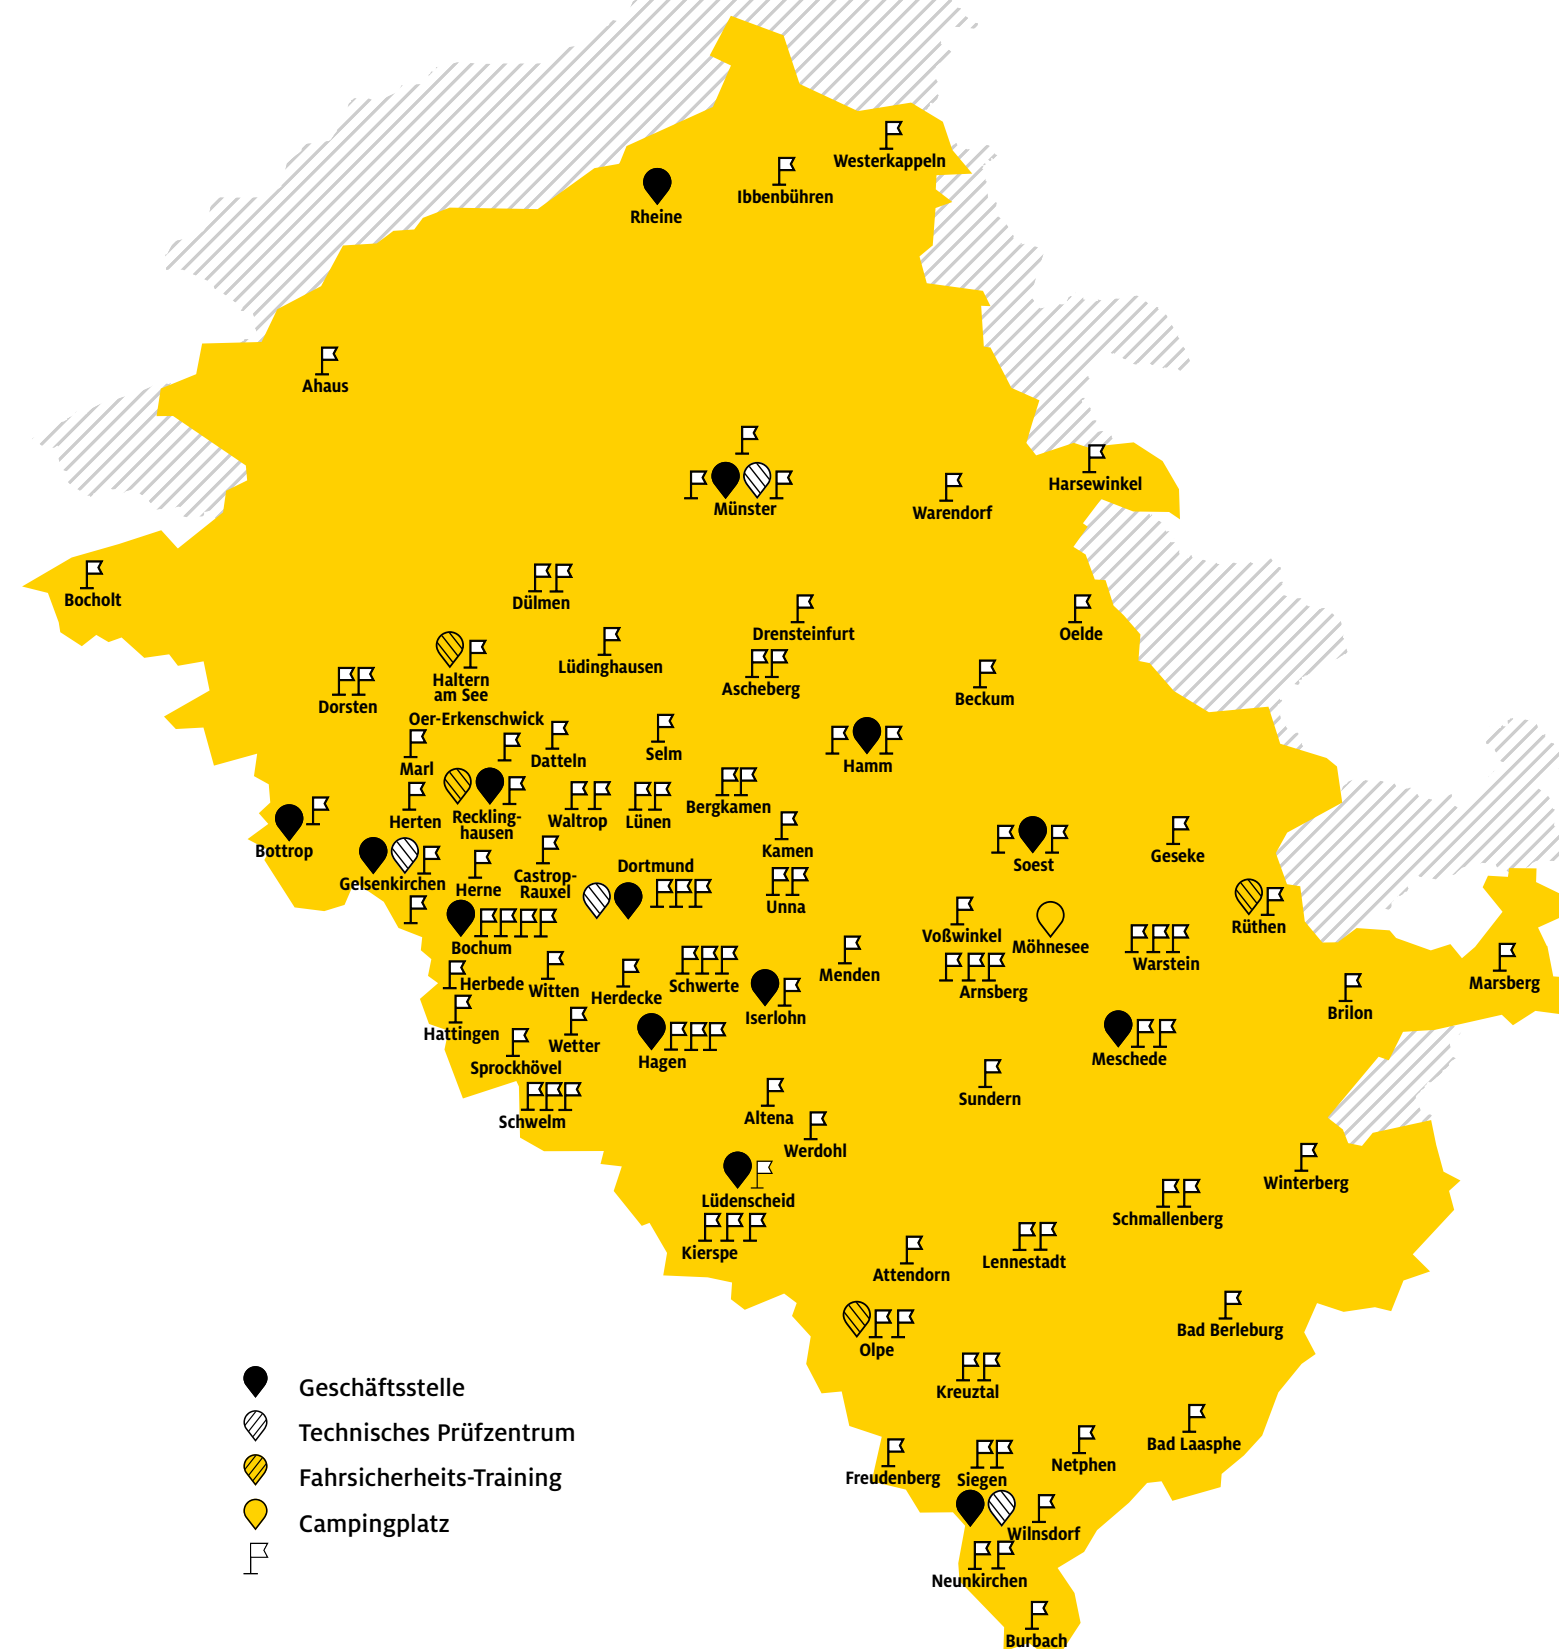 Westerkappeln
Ibbenbühren
Rheine
Ahaus
Münster
Harsewinkel
Warendorf
Bocholt
Dülmen
Drensteinfurt
Oelde
Lüdinghausen
Haltern
am See
Ascheberg
Beckum
Dorsten
Oer-Erkenschwick
Datteln
Selm
Hamm
Marl
Bergkamen
Herten
Reckling-
hausen
Waltrop
Lünen
Bottrop
Kamen
Soest
Geseke
Gelsenkirchen
Herne
Castrop-
Rauxel
Dortmund
Unna
Rüthen
Bochum
Voßwinkel
Möhnesee
Warstein
Herbede
Witten
Herdecke
Schwerte
Menden
Arnsberg
Marsberg
Iserlohn
Brilon
Hattingen
Wetter
Hagen
Meschede
Sprockhövel
Sundern
Schwelm
Altena
Werdohl
Winterberg
Lüdenscheid
Schmallenberg
Kierspe
Lennestadt
Attendorn
Bad Berleburg
Olpe
Kreuztal
Bad Laasphe
Netphen
Freudenberg
Siegen
Wilnsdorf
Neunkirchen
Burbach
Geschäftsstelle
Technisches Prüfzentrum
Fahrsicherheits-Training
Campingplatz